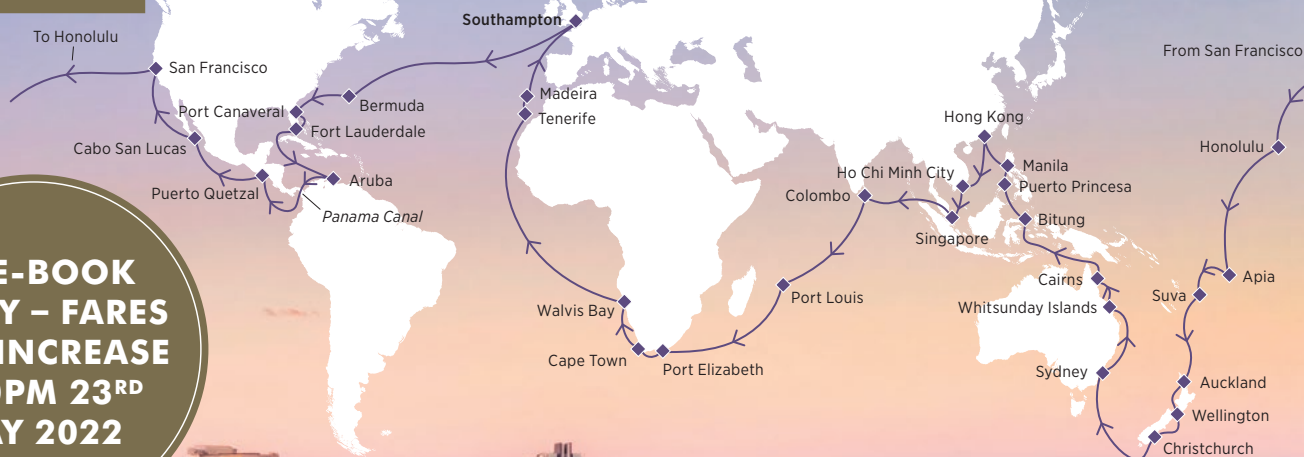 To Honolulu
San Francisco
Cabo San Lucas
Puerto Quetzal
Port Canaveral
Fort Lauderdale
Bermuda
Aruba
Panama Canal
Southampton
Madeira
Tenerife
Walvis Bay
Cape Town
Port Elizabeth
Port Louis
Colombo
Hong Kong
Ho Chi Minh City
Singapore
Manila
Puerto Princesa
Bitung
Cairns
Whitsunday Islands
Sydney
From San Francisco
Honolulu
Apia
Suva
Auckland
Wellington
Christchurch
E-BOOK
Y – FARES
INCREASE
PM 23RD
AY 2022